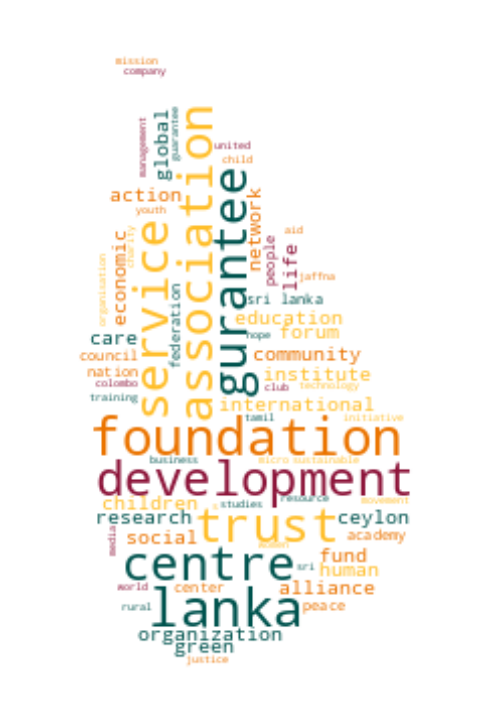 mission
company
association
management
global
guarantee
united
child
gurantee
action
network
youth
service
charity
economic
people
life
aid
organisation
jaffna
federation
sri lanka
education
care
hope
forum
council
community
nation
institute
colombo
club
technology
training
international
tamil
initiative
foundation
business
micro
sustainable
development
children
studies
resource
movement
research
trust
ceylon
media
social
women
academy
centre
sri
fund
human
world
center
alliance
rural
lanka
peace
organization
green
justice